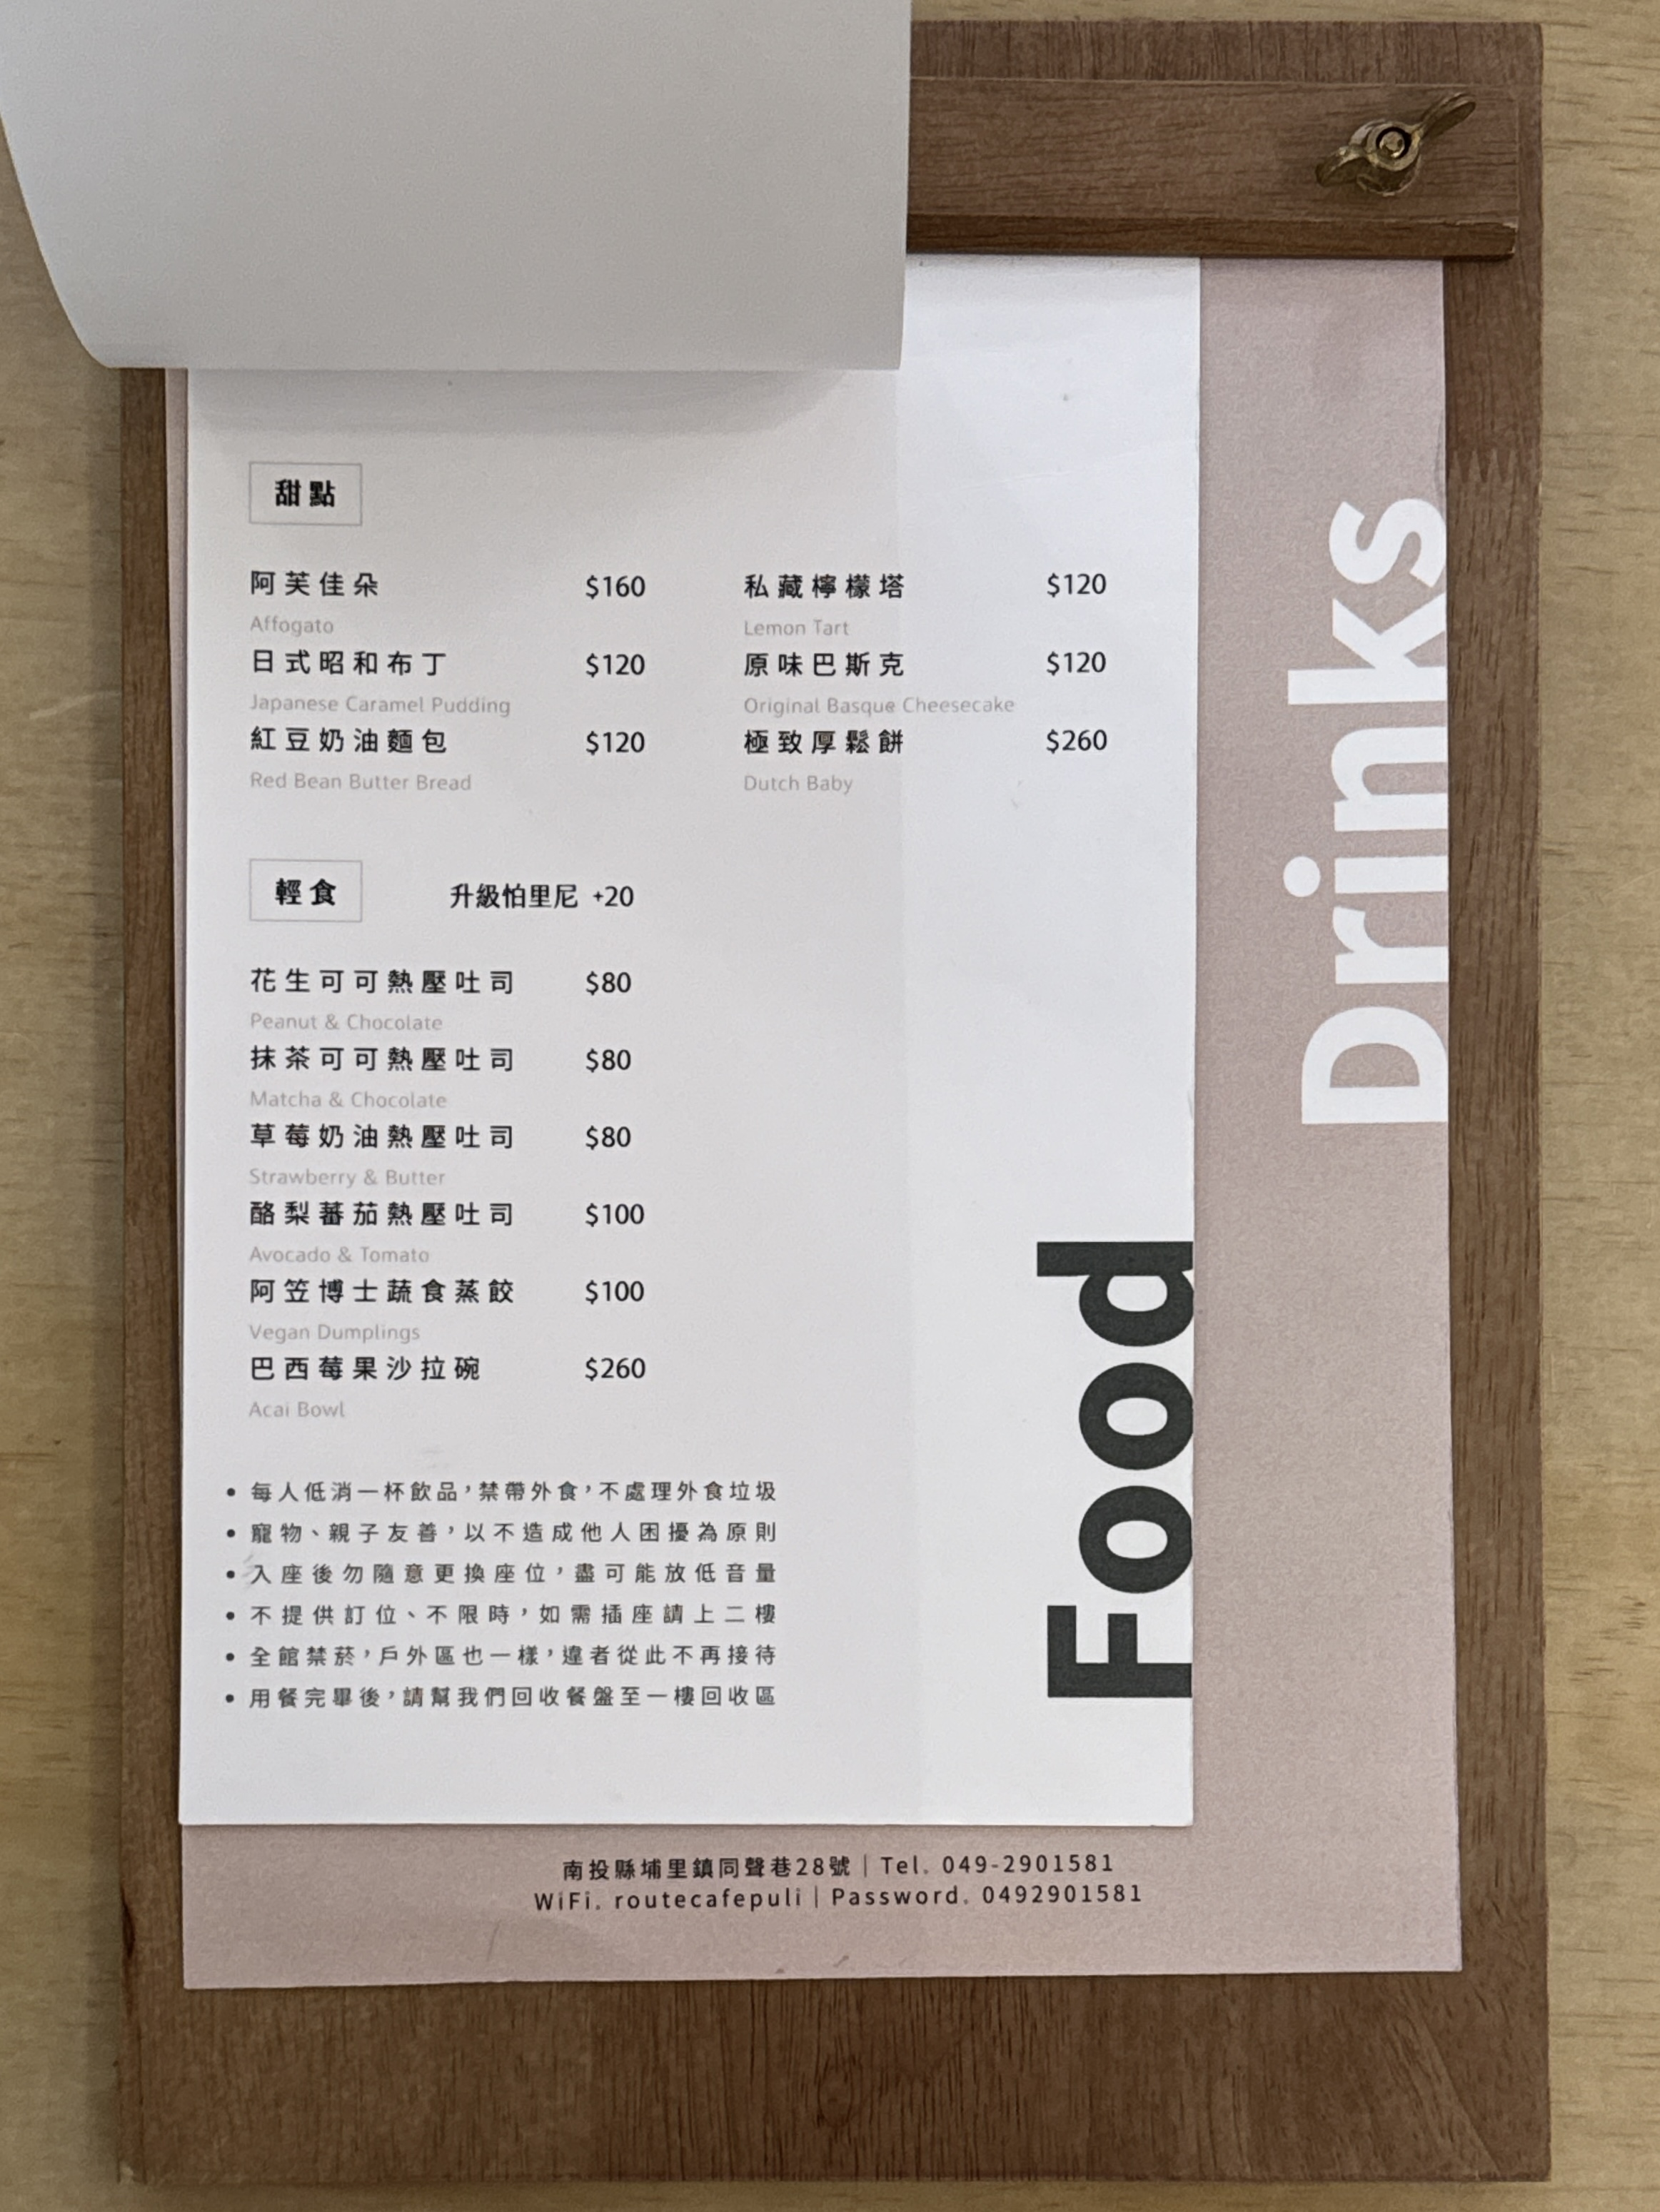 甜點
阿芙佳朵 $160
Affogato
日式昭和布丁 $120
Japanese Caramel Pudding
紅豆奶油麵包 $120
Red Bean Butter Bread
私藏檸檬塔 $120
Lemon Tart
原味巴斯克 $120
Original Basque Cheesecake
極致厚鬆餅 $260
Dutch Baby
輕食 升級怕里尼 +20
花生可可熱壓吐司 $80
Peanut & Chocolate
抹茶可可熱壓吐司 $80
Matcha & Chocolate
草莓奶油熱壓吐司 $80
Strawberry & Butter
酪梨蕃茄熱壓吐司 $100
Avocado & Tomato
阿笠博士蔬食蒸餃 $100
Vegan Dumplings
巴西莓果沙拉碗 $260
Acai Bowl
• 每人低消一杯飲品，禁帶外食，不處理外食垃圾
• 寵物、親子友善，以不造成他人困擾為原則
• 入座後勿隨意更換座位，盡可能放低音量
• 不提供訂位、不限時，如需插座請上二樓
• 全館禁菸，戶外區也一樣，違者從此不再接待
• 用餐完畢後，請幫我們回收餐盤至一樓回收區
Food
Drinks
南投縣埔里鎮同聲巷28號 | Tel. 049-2901581
WiFi. routecafepuli | Password. 0492901581